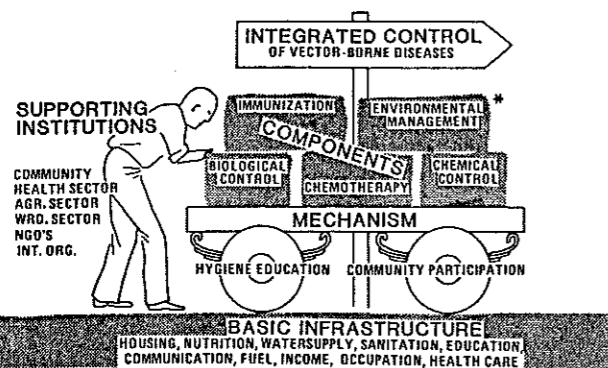 INTEGRATED CONTROL
OF VECTOR-BORNE DISEASES
SUPPORTING
INSTITUTIONS
COMMUNITY
HEALTH SECTOR
AGR. SECTOR
WRD. SECTOR
NGO'S
INT. ORG.
IMMUNIZATION
ENVIRONMENTAL
MANAGEMENT
*
COMPONENTS
BIOLOGICAL
CONTROL
CHEMOTHERAPY
CHEMICAL
CONTROL
MECHANISM
HYGIENE EDUCATION
COMMUNITY PARTICIPATION
BASIC INFRASTRUCTURE
HOUSING, NUTRITION, WATERSUPPLY, SANITATION, EDUCATION,
COMMUNICATION, FUEL, INCOME, OCCUPATION, HEALTH CARE